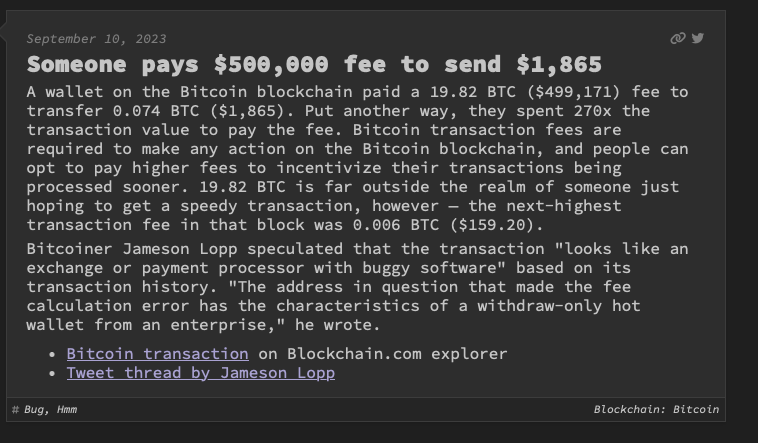 September 10, 2023
Someone pays $500,000 fee to send $1,865
A wallet on the Bitcoin blockchain paid a 19.82 BTC ($499,171) fee to
transfer 0.074 BTC ($1,865). Put another way, they spent 270x the
transaction value to pay the fee. Bitcoin transaction fees are
required to make any action on the Bitcoin blockchain, and people can
opt to pay higher fees to incentivize their transactions being
processed sooner. 19.82 BTC is far outside the realm of someone just
hoping to get a speedy transaction, however — the next-highest
transaction fee in that block was 0.006 BTC ($159.20).
Bitcoiner Jameson Lopp speculated that the transaction "looks like an
exchange or payment processor with buggy software" based on its
transaction history. "The address in question that made the fee
calculation error has the characteristics of a withdraw-only hot
wallet from an enterprise," he wrote.
• Bitcoin transaction on Blockchain.com explorer
• Tweet thread by Jameson Lopp
# Bug, Hmm
Blockchain: Bitcoin